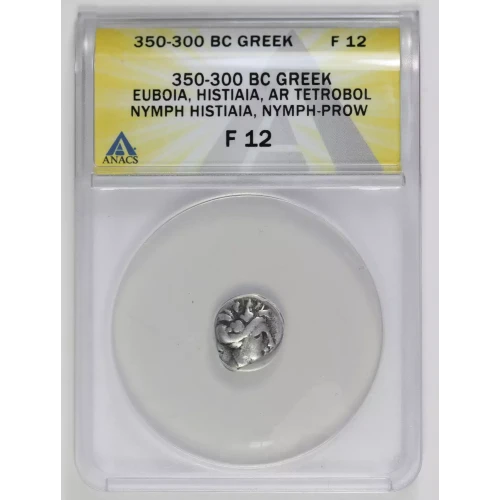 350-300 BC GREEK F 12
350-300 BC GREEK
EUBOIA, HISTIAIA, AR TETROBOL
NYMPH HISTIAIA, NYMPH-PROW
ANACS
F 12